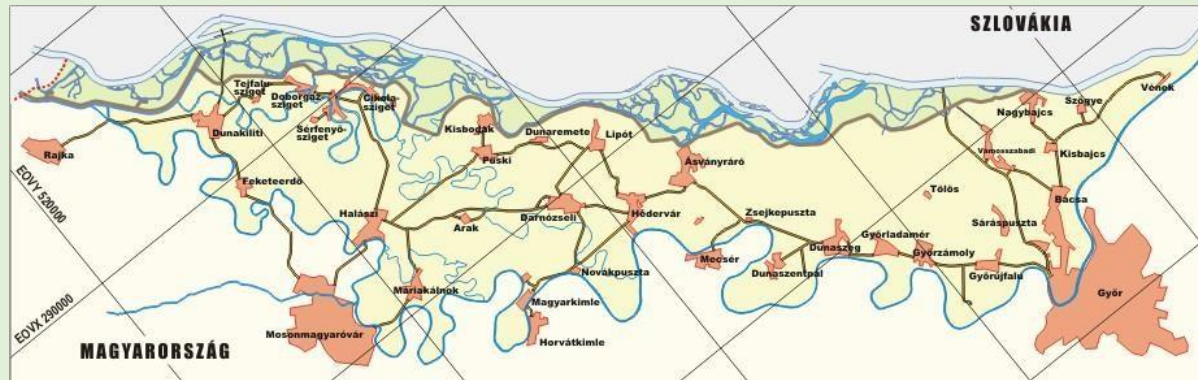 SZLOVÁKIA
Vének
Tejfalu-
sziget
Doborgaz-
sziget
Cikola-
sziget
Sérfenyő-
sziget
Dunakiliti
Rajka
Kisbodak
Dunaremete
Lipót
Püski
Ásványráró
Nagybajcs
Szőgye
Vámosszabadi
Kisbajcs
EOVY 520000
Feketeerdő
Halászi
Arak
Darnózseli
Hédervár
Zsejkepuszta
Tölös
Bácsa
Sáráspuszta
Mecsér
Dunaszeg
Győrladamér
Győrzámoly
Dunaszentpál
Győrújfalu
Novákpuszta
Máriakálnok
Magyarkimle
Győr
EOVX 290000
Mosonmagyaróvár
Horvátkimle
MAGYARORSZÁG